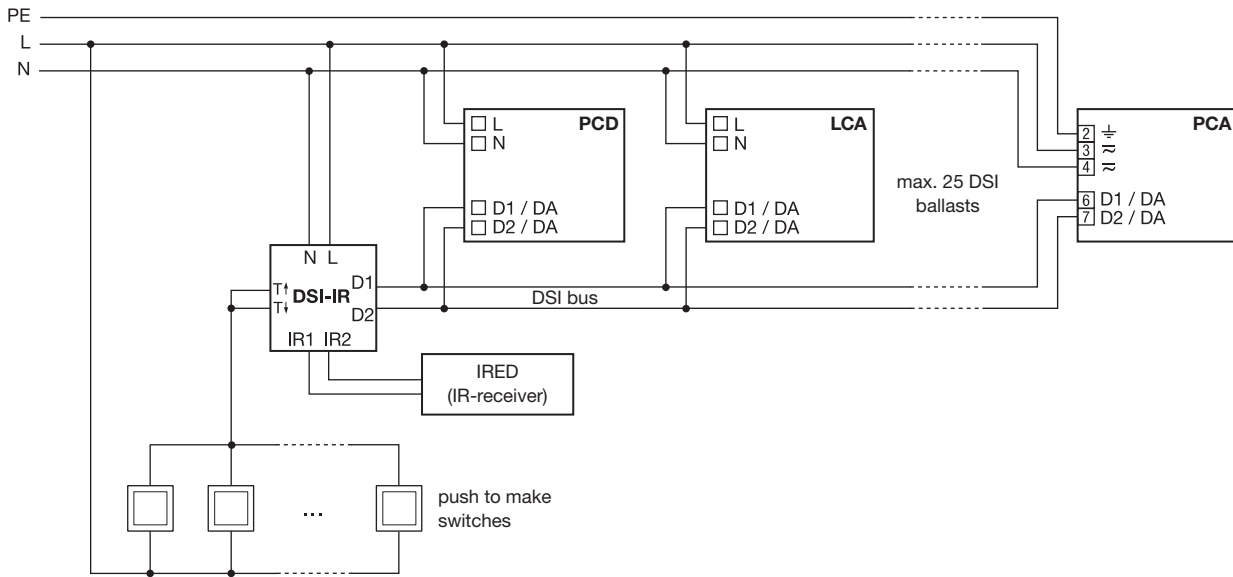 PE
L
N
L
N
PCD
D1 / DA
D2 / DA
L
N
LCA
D1 / DA
D2 / DA
max. 25 DSI
ballasts
2
3
4
6 D1 / DA
7 D2 / DA
PCA
N L
T
T
DSI-IR
D1
D2
IR1 IR2
DSI bus
IRED
(IR-receiver)
...
push to make
switches